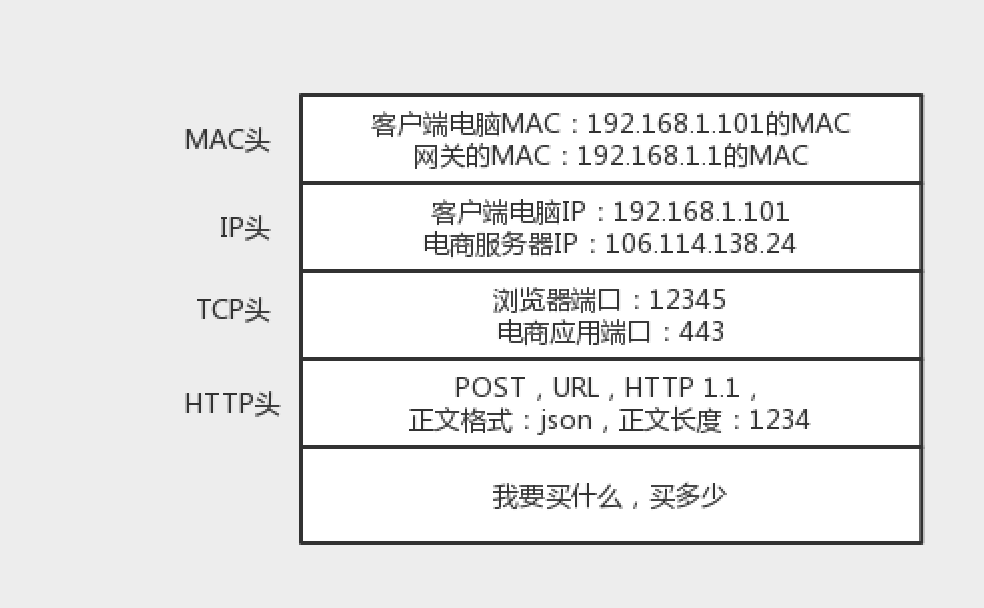 MAC头
客户端电脑MAC：192.168.1.101的MAC
网关的MAC：192.168.1.1的MAC
IP头
客户端电脑IP：192.168.1.101
电商服务器IP：106.114.138.24
TCP头
浏览器端口：12345
电商应用端口：443
HTTP头
POST，URL，HTTP 1.1，
正文格式：json，正文长度：1234
我要买什么，买多少